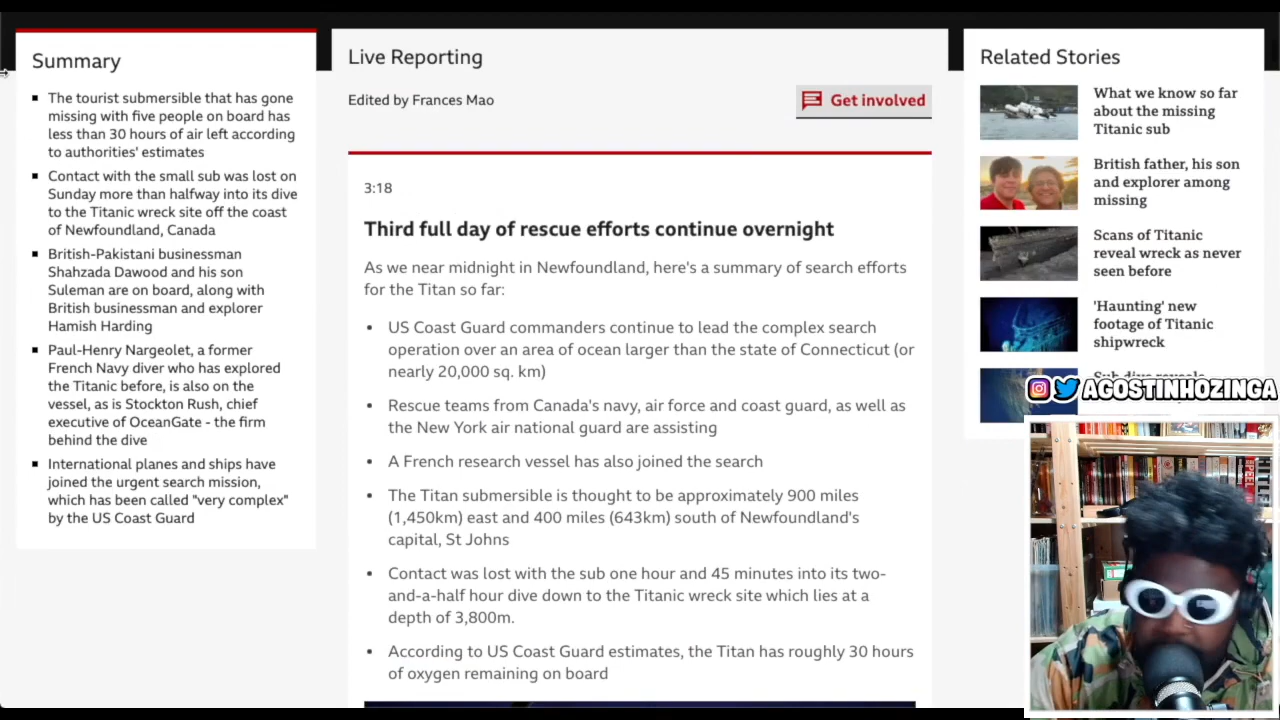 Summary
The tourist submersible that has gone
missing with five people on board has
less than 30 hours of air left according
to authorities' estimates
Contact with the small sub was lost on
Sunday more than halfway into its dive
to the Titanic wreck site off the coast
of Newfoundland, Canada
British-Pakistani businessman
Shahzada Dawood and his son
Suleman are on board, along with
British businessman and explorer
Hamish Harding
Paul-Henry Nargeolet, a former
French Navy diver who has explored
the Titanic before, is also on the
vessel, as is Stockton Rush, chief
executive of OceanGate - the firm
behind the dive
International planes and ships have
joined the urgent search mission,
which has been called "very complex"
by the US Coast Guard
Live Reporting
Edited by Frances Mao
Get involved
3:18
Third full day of rescue efforts continue overnight
As we near midnight in Newfoundland, here's a summary of search efforts
for the Titan so far:
US Coast Guard commanders continue to lead the complex search
operation over an area of ocean larger than the state of Connecticut (or
nearly 20,000 sq. km)
Rescue teams from Canada's navy, air force and coast guard, as well as
the New York air national guard are assisting
A French research vessel has also joined the search
The Titan submersible is thought to be approximately 900 miles
(1,450km) east and 400 miles (643km) south of Newfoundland's
capital, St Johns
Contact was lost with the sub one hour and 45 minutes into its two-
and-a-half hour dive down to the Titanic wreck site which lies at a
depth of 3,800m.
According to US Coast Guard estimates, the Titan has roughly 30 hours
of oxygen remaining on board
Related Stories
What we know so far
about the missing
Titanic sub
British father, his son
and explorer among
missing
Scans of Titanic
reveal wreck as never
seen before
'Haunting' new
footage of Titanic
shipwreck
Sub dive reveals
AGOSTINHOZINGA